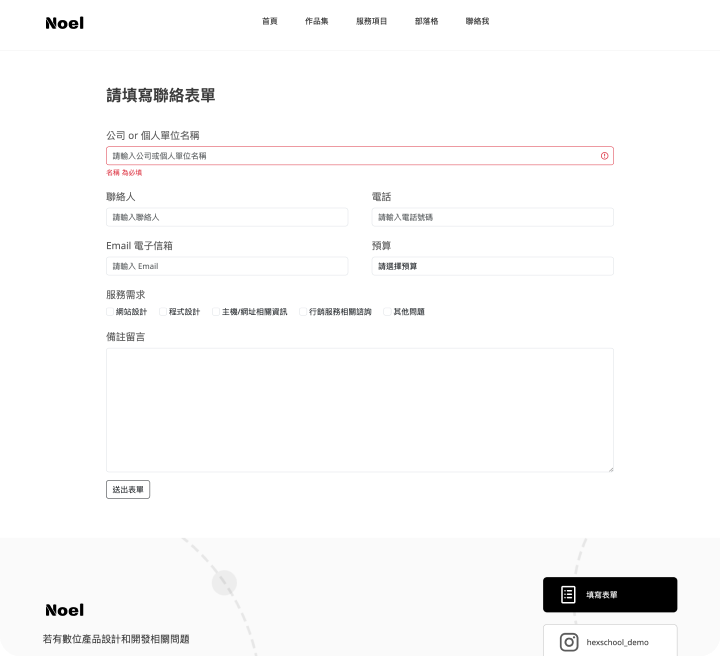 Noel
首頁 作品集 服務項目 部落格 聯絡我
請填寫聯絡表單
公司 or 個人單位名稱
請輸入公司或個人單位名稱
名稱 為必填
聯絡人 電話
請輸入聯絡人 請輸入電話號碼
Email 電子信箱 預算
請輸入 Email 請選擇預算
服務需求
網站設計 程式設計 主機/網址相關資訊 行銷服務相關諮詢 其他問題
備註留言
送出表單
填寫表單
Noel
若有數位產品設計和開發相關問題
hexschool_demo